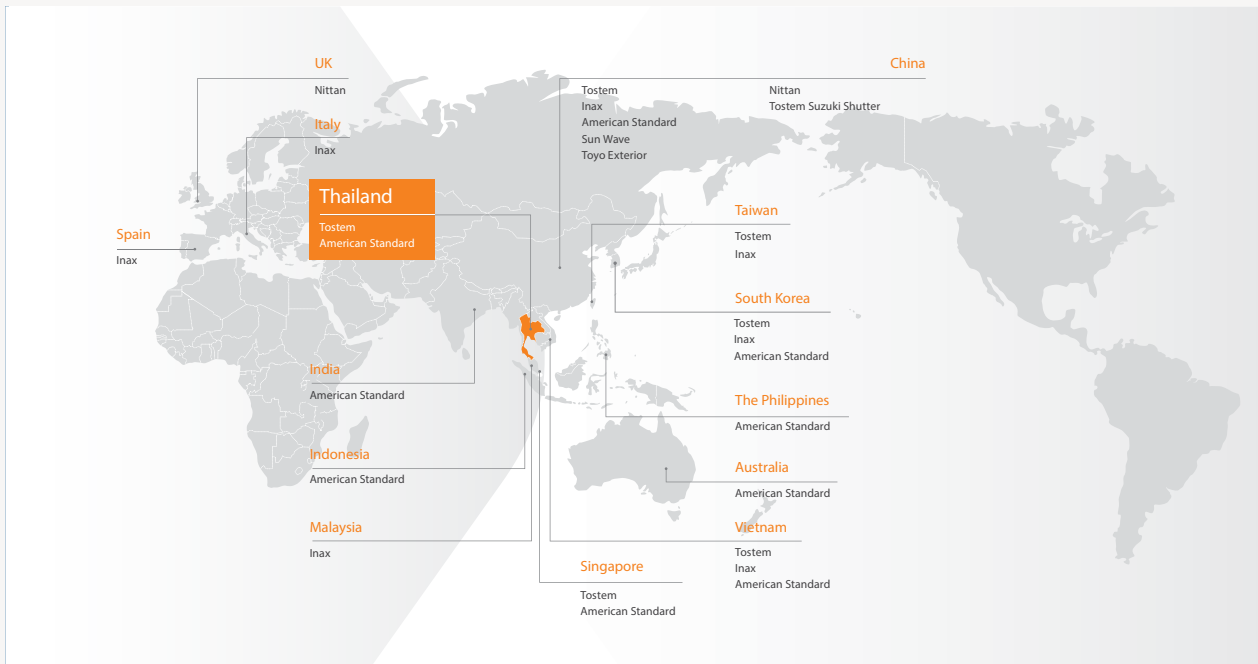 UK
Nittan
Italy
Inax
Thailand
Tostem
American Standard
Spain
Inax
India
American Standard
Indonesia
American Standard
Malaysia
Inax
China
Tostem
Inax
American Standard
Sun Wave
Toyo Exterior
Nittan
Tostem Suzuki Shutter
Taiwan
Tostem
Inax
South Korea
Tostem
Inax
American Standard
The Philippines
American Standard
Australia
American Standard
Vietnam
Tostem
Inax
American Standard
Singapore
Tostem
American Standard